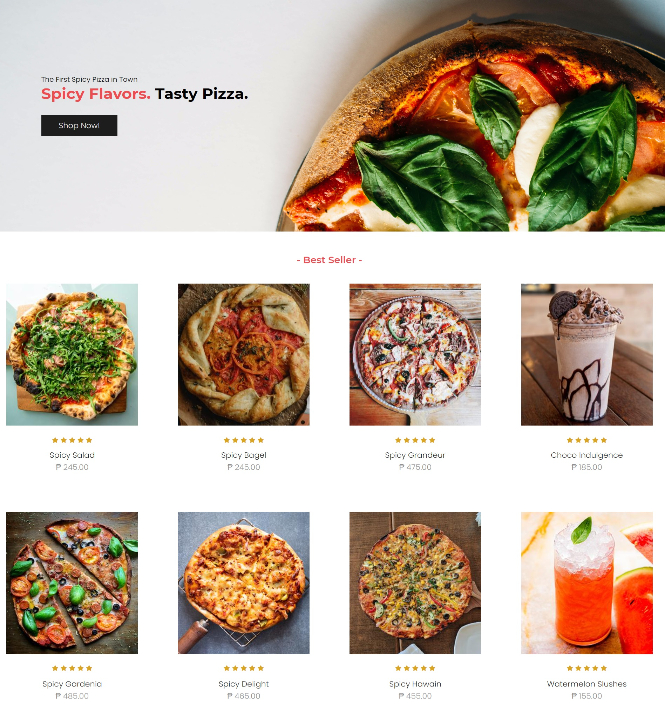 The First Spicy Pizza in Town
Spicy Flavors. Tasty Pizza.
Shop Now!
- Best Seller -
Spicy Salad
₱ 245.00
Spicy Bagel
₱ 245.00
Spicy Grandeur
₱ 475.00
Choco Indulgence
₱ 185.00
Spicy Gardenia
₱ 485.00
Spicy Delight
₱ 465.00
Spicy Hawain
₱ 455.00
Watermelon Slushes
₱ 155.00